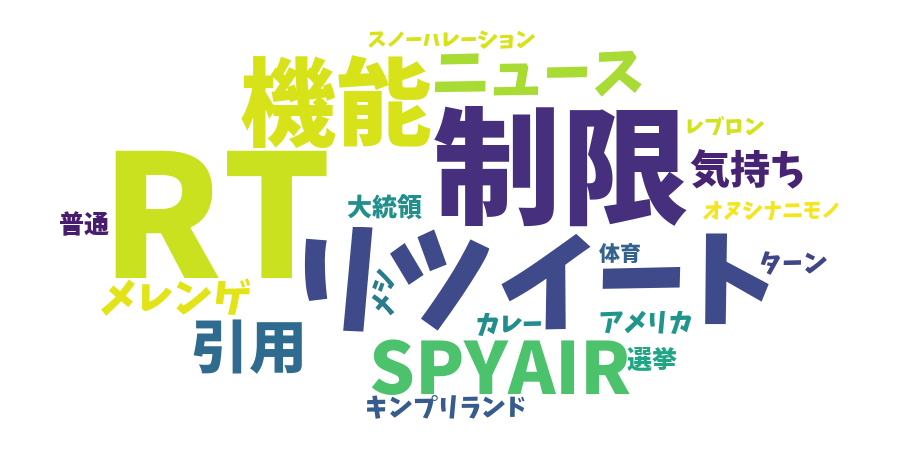 スノーハレーション
機能
ニュース
制限
レブロン
気持ち
RT
大統領
オヌシナニモノ
普通
リツイート
体育
ターン
メシ
メレンゲ
引用
カレー
アメリカ
SPYAIR
選挙
キンプリランド